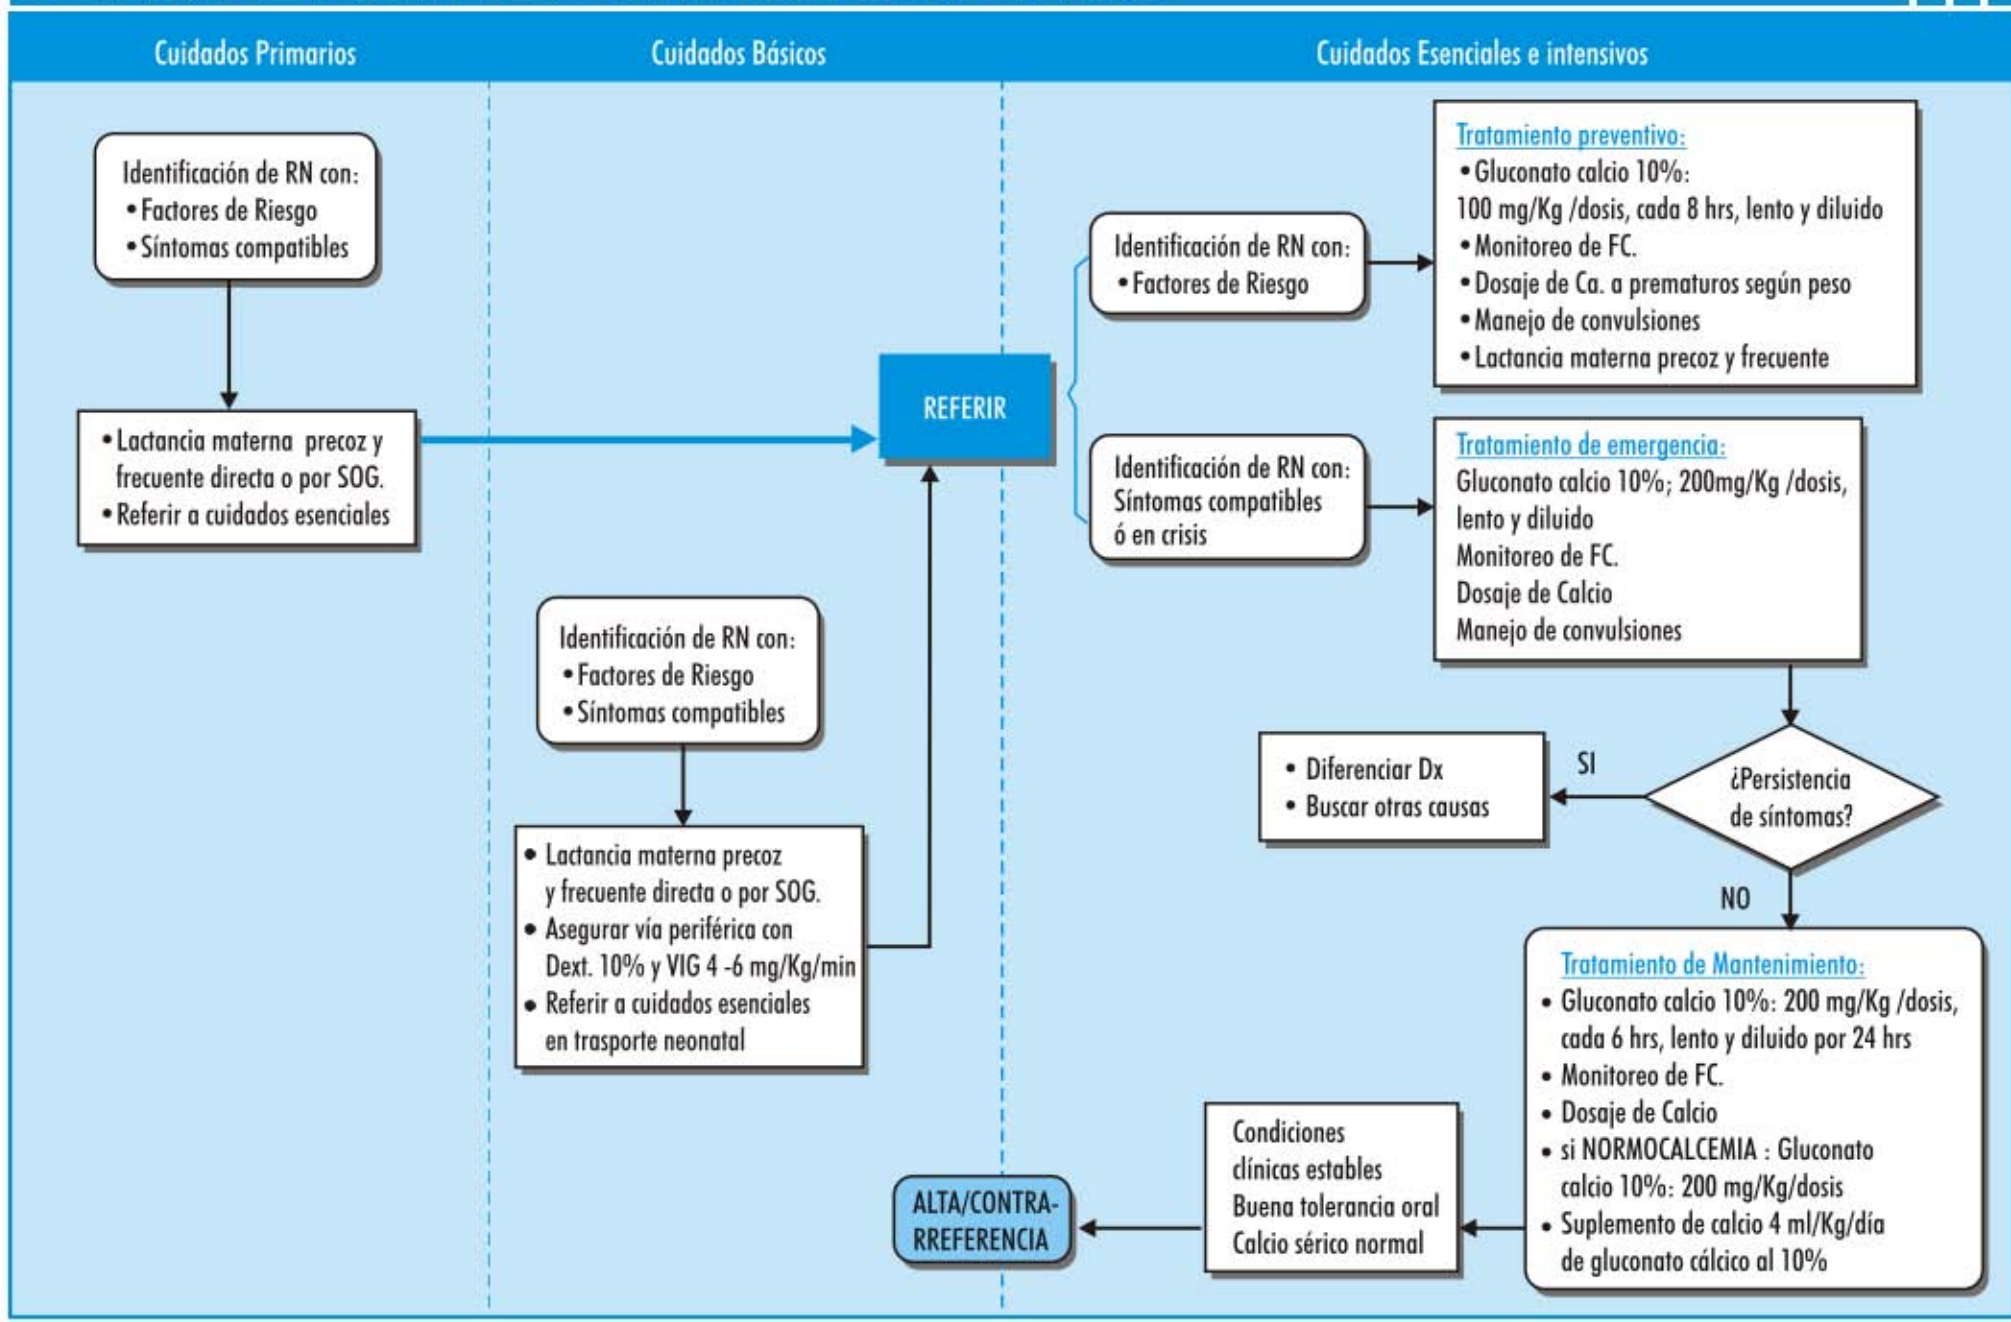 Cuidados Primarios
Cuidados Básicos
Cuidados Esenciales e intensivos
Identificación de RN con:
• Factores de Riesgo
• Síntomas compatibles
• Lactancia materna precoz y
frecuente directa o por SOG.
• Referir a cuidados esenciales
Identificación de RN con:
• Factores de Riesgo
• Síntomas compatibles
• Lactancia materna precoz
y frecuente directa o por SOG.
• Asegurar vía periférica con
Dext. 10% y VIG 4 -6 mg/Kg/min
• Referir a cuidados esenciales
en trasporte neonatal
REFERIR
Identificación de RN con:
• Factores de Riesgo
Tratamiento preventivo:
• Gluconato calcio 10%:
100 mg/Kg /dosis, cada 8 hrs, lento y diluido
• Monitoreo de FC.
• Dosaje de Ca. a prematuros según peso
• Manejo de convulsiones
• Lactancia materna precoz y frecuente
Identificación de RN con:
Síntomas compatibles
ó en crisis
Tratamiento de emergencia:
Gluconato calcio 10%; 200mg/Kg /dosis,
lento y diluido
Monitoreo de FC.
Dosaje de Calcio
Manejo de convulsiones
¿Persistencia
de síntomas?
SI
• Diferenciar Dx
• Buscar otras causas
NO
Tratamiento de Mantenimiento:
• Gluconato calcio 10%: 200 mg/Kg /dosis,
cada 6 hrs, lento y diluido por 24 hrs
• Monitoreo de FC.
• Dosaje de Calcio
• si NORMOCALCEMIA : Gluconato
calcio 10%: 200 mg/Kg/dosis
• Suplemento de calcio 4 ml/Kg/día
de gluconato cálcico al 10%
Condiciones
clínicas estables
Buena tolerancia oral
Calcio sérico normal
ALTA/CONTRA-
RREFERENCIA